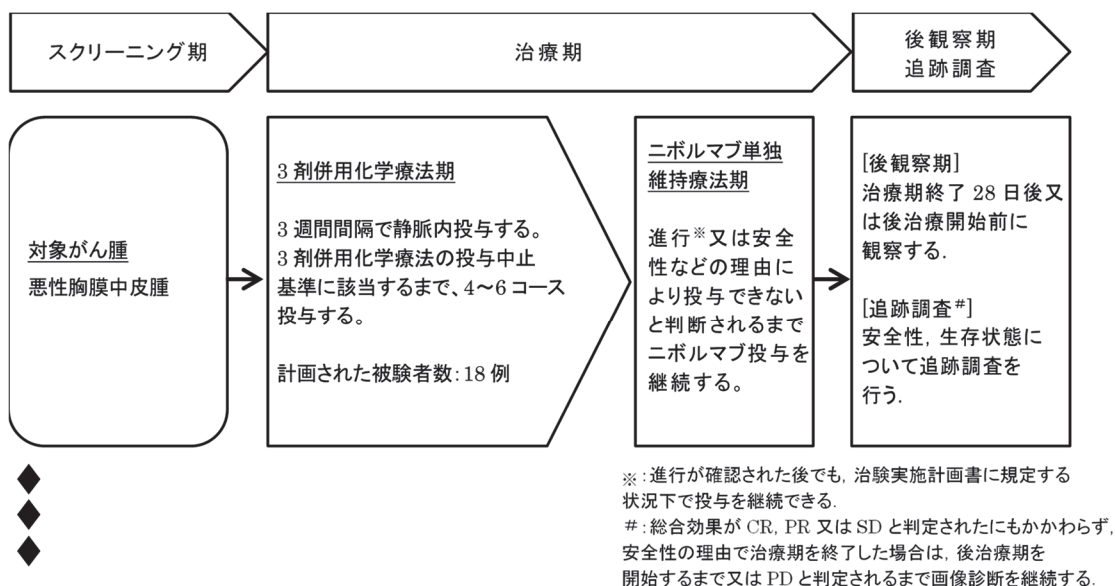 スクリーニング期
治療期
後観察期
追跡調査
対象がん腫
悪性胸膜中皮腫
3 剤併用化学療法期
3 週間間隔で静脈内投与する。
3 剤併用化学療法の投与中止
基準に該当するまで、4～6 コース
投与する。
計画された被験者数：18 例
ニボルマブ単独
維持療法期
進行※又は安全
性などの理由に
より投与できない
と判断されるまで
ニボルマブ投与を
継続する。
[後観察期]
治療期終了 28 日後又
は後治療開始前に
観察する.
[追跡調査#]
安全性, 生存状態に
ついて追跡調査を
行う.
※：進行が確認された後でも, 治験実施計画書に規定する
状況下で投与を継続できる.
#：総合効果が CR, PR 又は SD と判定されたにもかかわらず,
安全性の理由で治療期を終了した場合は, 後治療期を
開始するまで又は PD と判定されるまで画像診断を継続する.